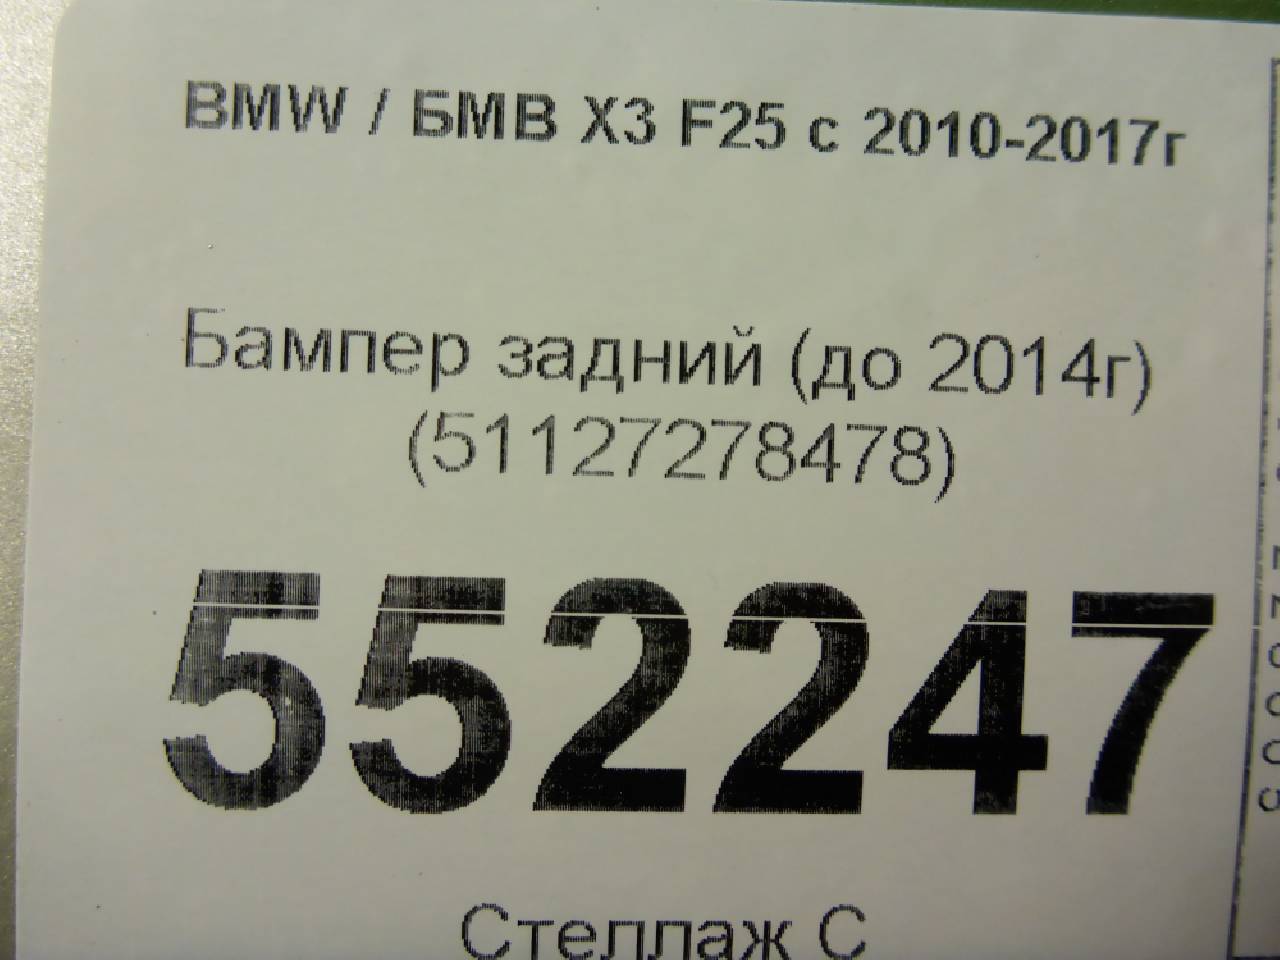 BMW / БМВ X3 F25 с 2010-2017г
Бампер задний (до 2014г)
(51127278478)
552247
Стеллаж С